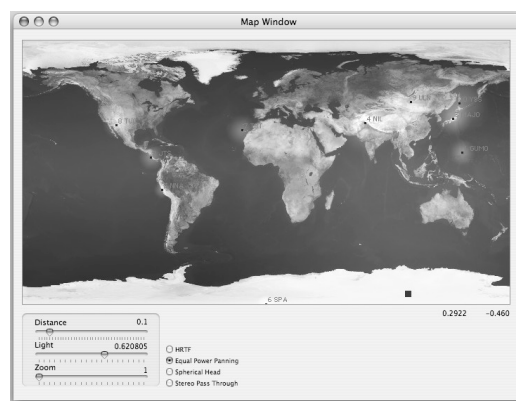 Map Window
4 NIL
6 SPA
0.2922 -0.460
Distance 0.1
Light 0.620805
Zoom 1
HRTF
Equal Power Panning
Spherical Head
Stereo Pass Through